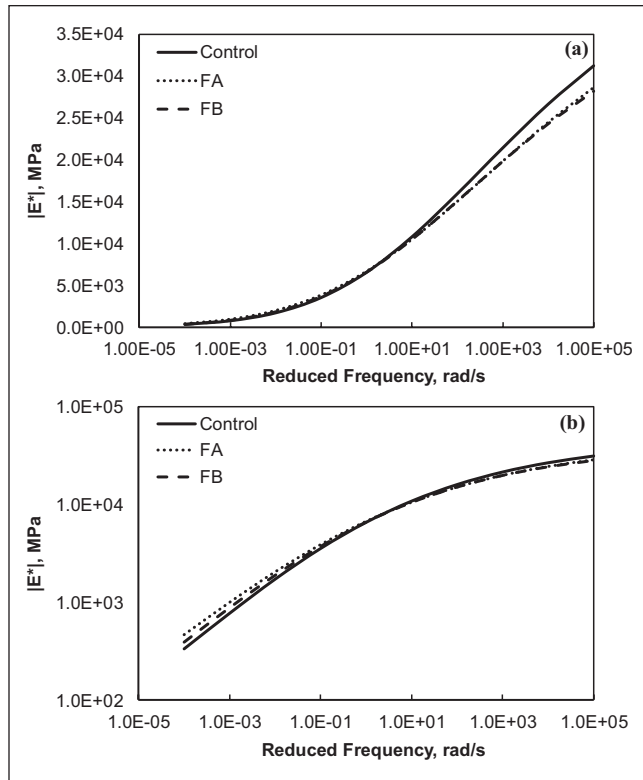 3.5E+04
(a)
Control
3.0E+04
FA
2.5E+04
FB
2.0E+04
|E*|, MPa
1.5E+04
1.0E+04
5.0E+03
0.0E+00
1.00E-05 1.00E-03 1.00E-01 1.00E+01 1.00E+03 1.00E+05
Reduced Frequency, rad/s
1.0E+05
(b)
Control
FA
FB
1.0E+04
|E*|, MPa
1.0E+03
1.0E+02
1.0E-05 1.0E-03 1.0E-01 1.0E+01 1.0E+03 1.0E+05
Reduced Frequency, rad/s